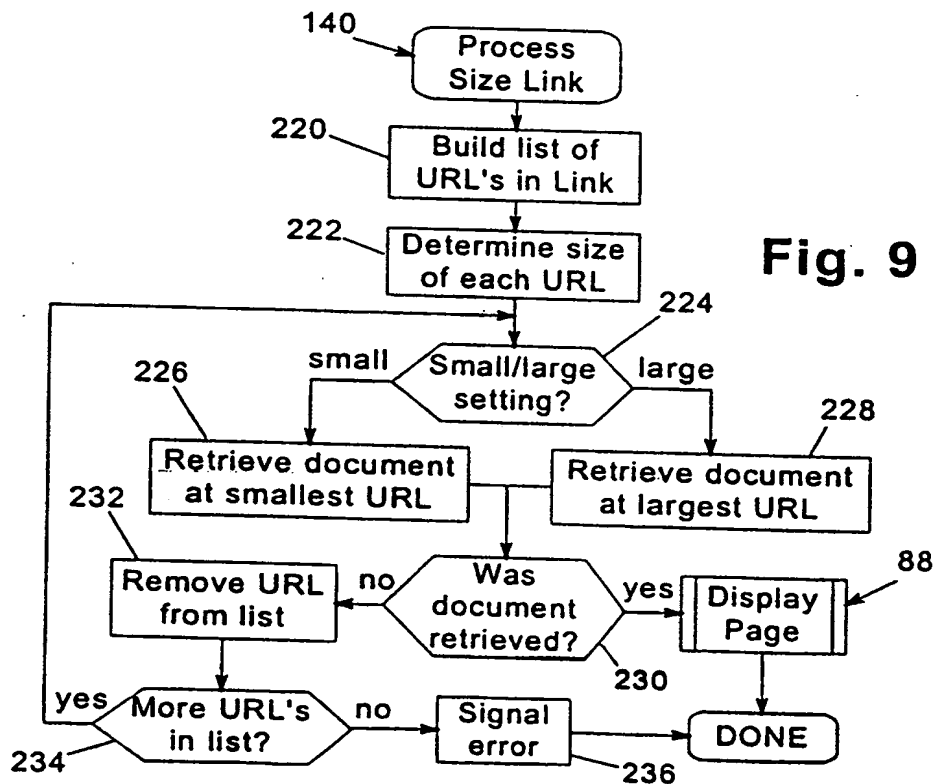 140
Process
Size Link
220
Build list of
URL's in Link
222
Determine size
of each URL
Fig. 9
224
small
Small/large
setting?
large
226
228
Retrieve document
at smallest URL
Retrieve document
at largest URL
232
Remove URL
from list
no
Was
document
retrieved?
yes
88
Display
Page
230
yes
More URL's
in list?
no
Signal
error
DONE
234
236